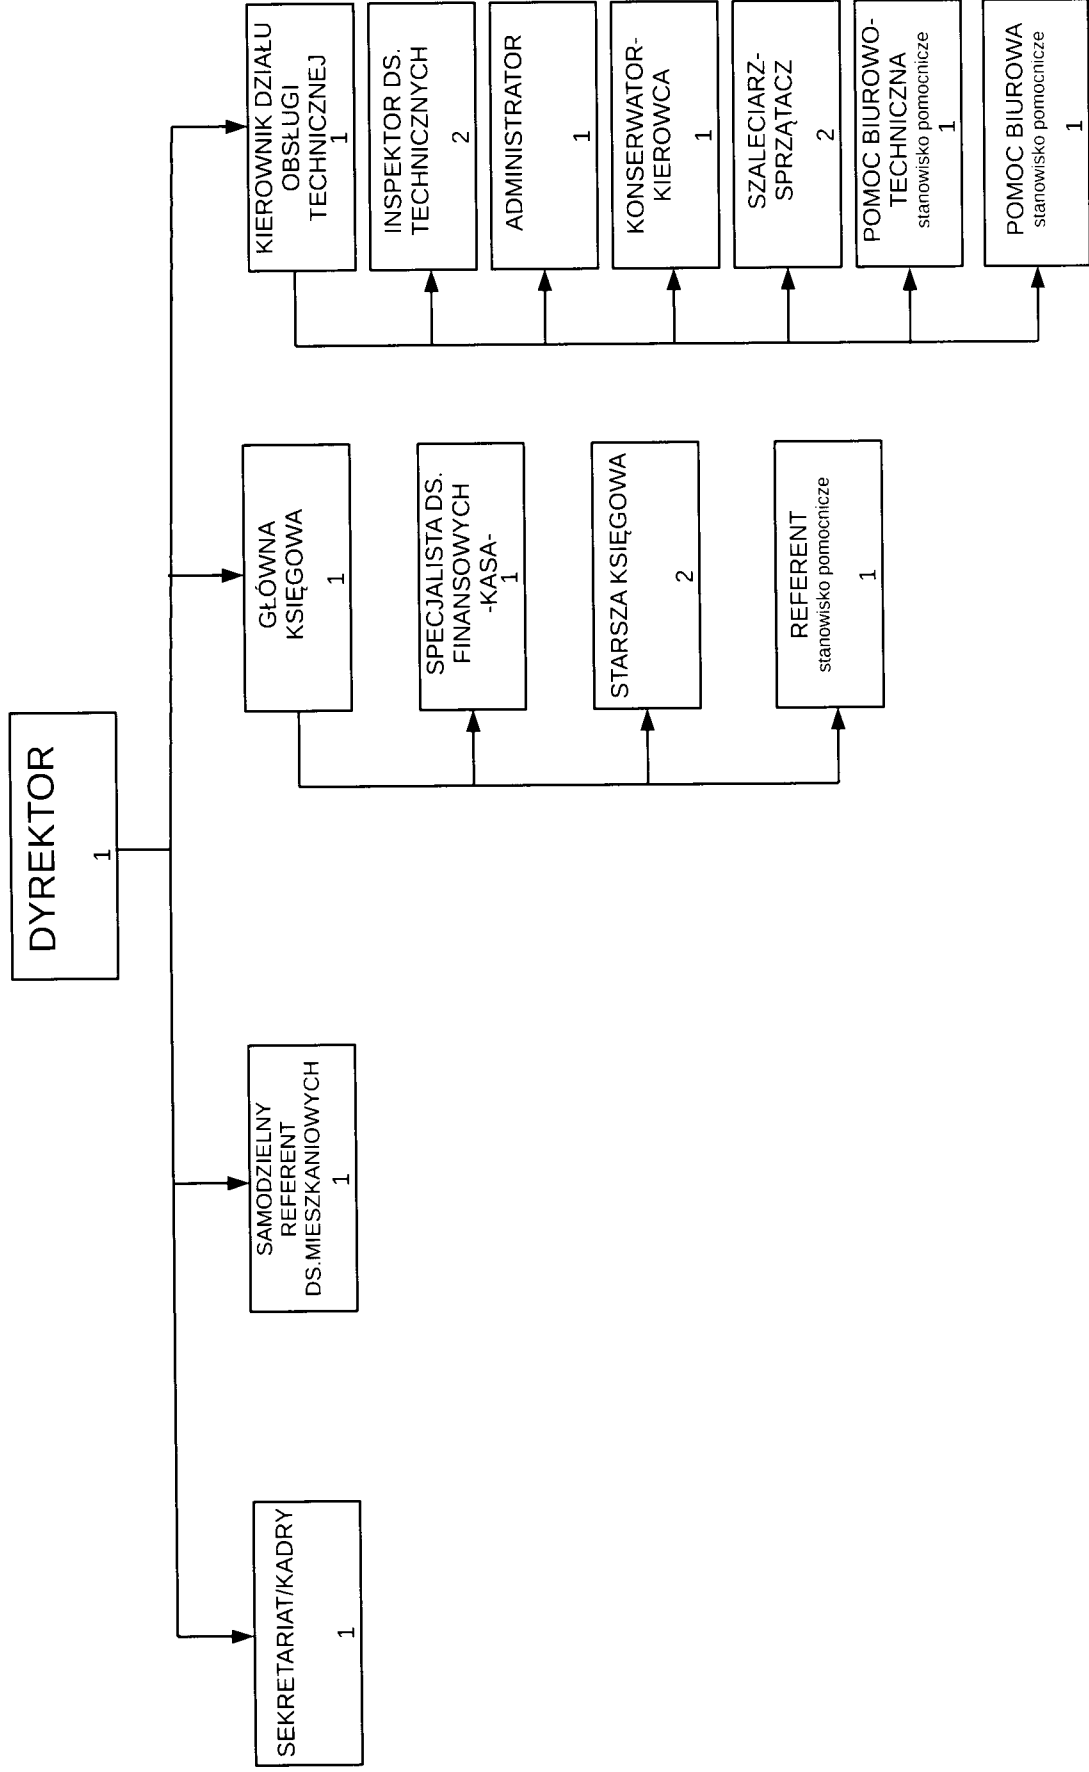 DYREKTOR
1
SEKRETARIAT/KADRY
1
SAMODZIELNY
REFERENT
DS.MIESZKANIOWYCH
1
GŁÓWNA
KSIĘGOWA
1
SPECJALISTA DS.
FINANSOWYCH
-KASA-
1
STARSZA KSIĘGOWA
2
REFERENT
stanowisko pomocnicze
1
KIEROWNIK DZIAŁU
OBSŁUGI
TECHNICZNEJ
1
INSPEKTOR DS.
TECHNICZNYCH
2
ADMINISTRATOR
1
KONSERWATOR-
KIEROWCA
1
SZALECIARZ-
SPRZĄTACZ
2
POMOC BIUROWO-
TECHNICZNA
stanowisko pomocnicze
1
POMOC BIUROWA
stanowisko pomocnicze
1